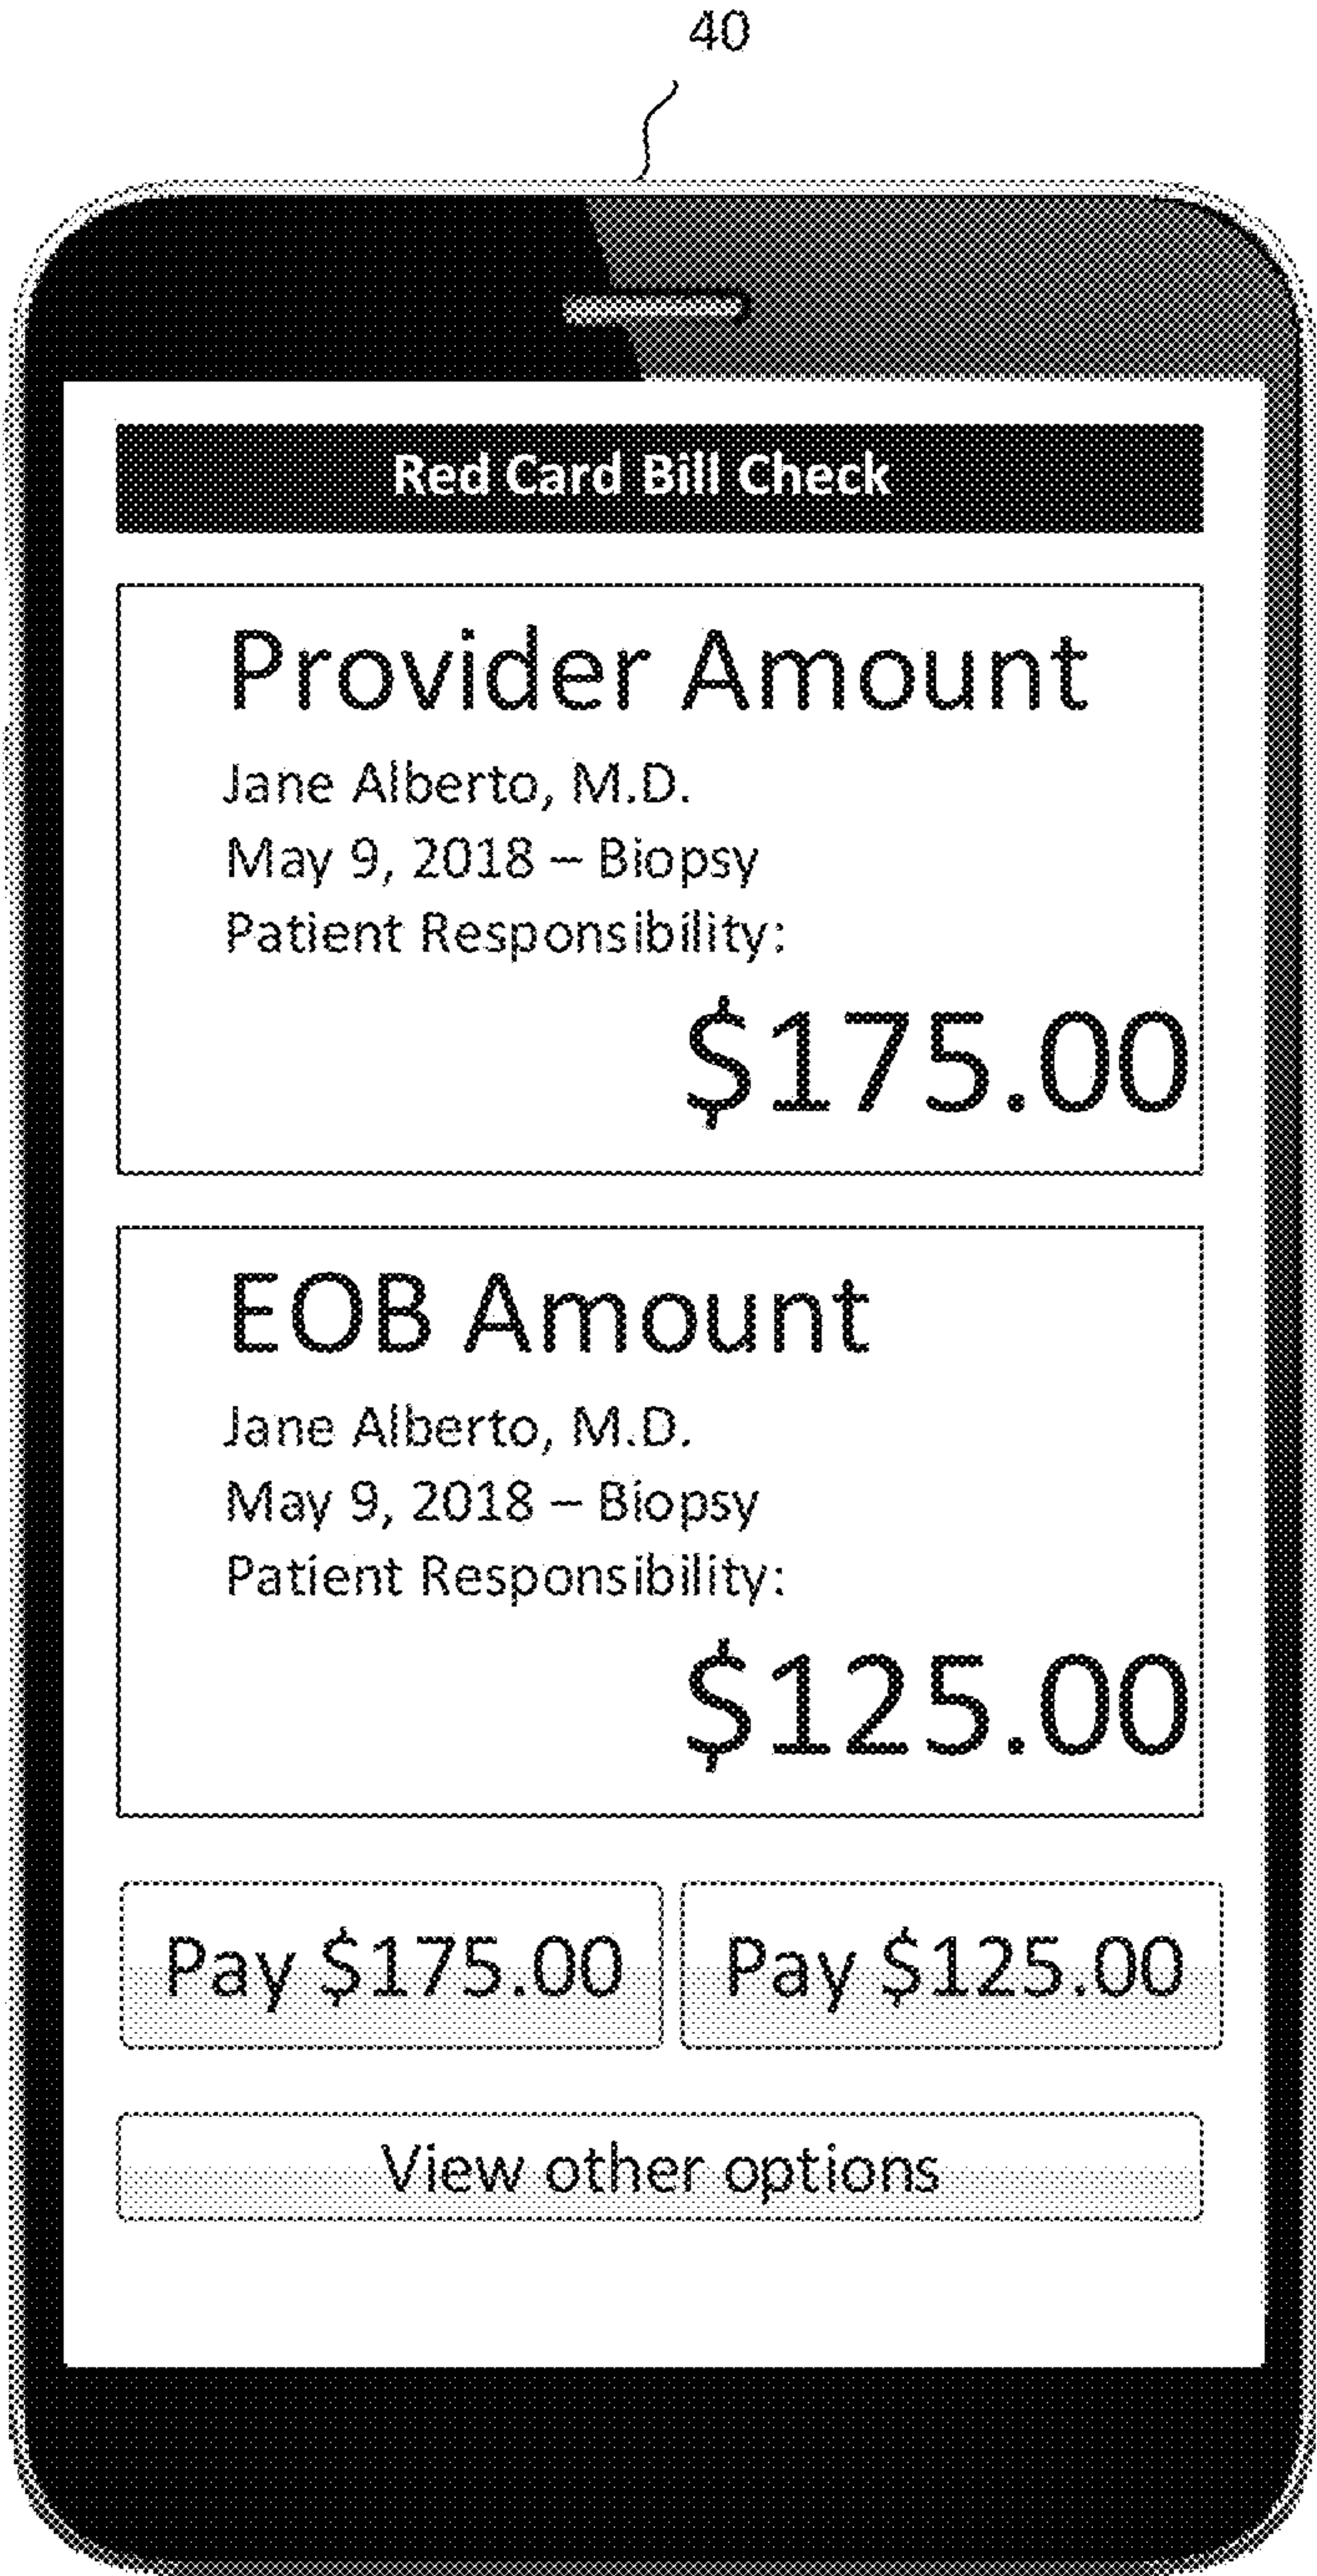 40
Red Card Bill Check
Provider Amount
Jane Alberto, M.D.
May 9, 2018 – Biopsy
Patient Responsibility:
$175.00
EOB Amount
Jane Alberto, M.D.
May 9, 2018 – Biopsy
Patient Responsibility:
$125.00
Pay $175.00 Pay $125.00
View other options